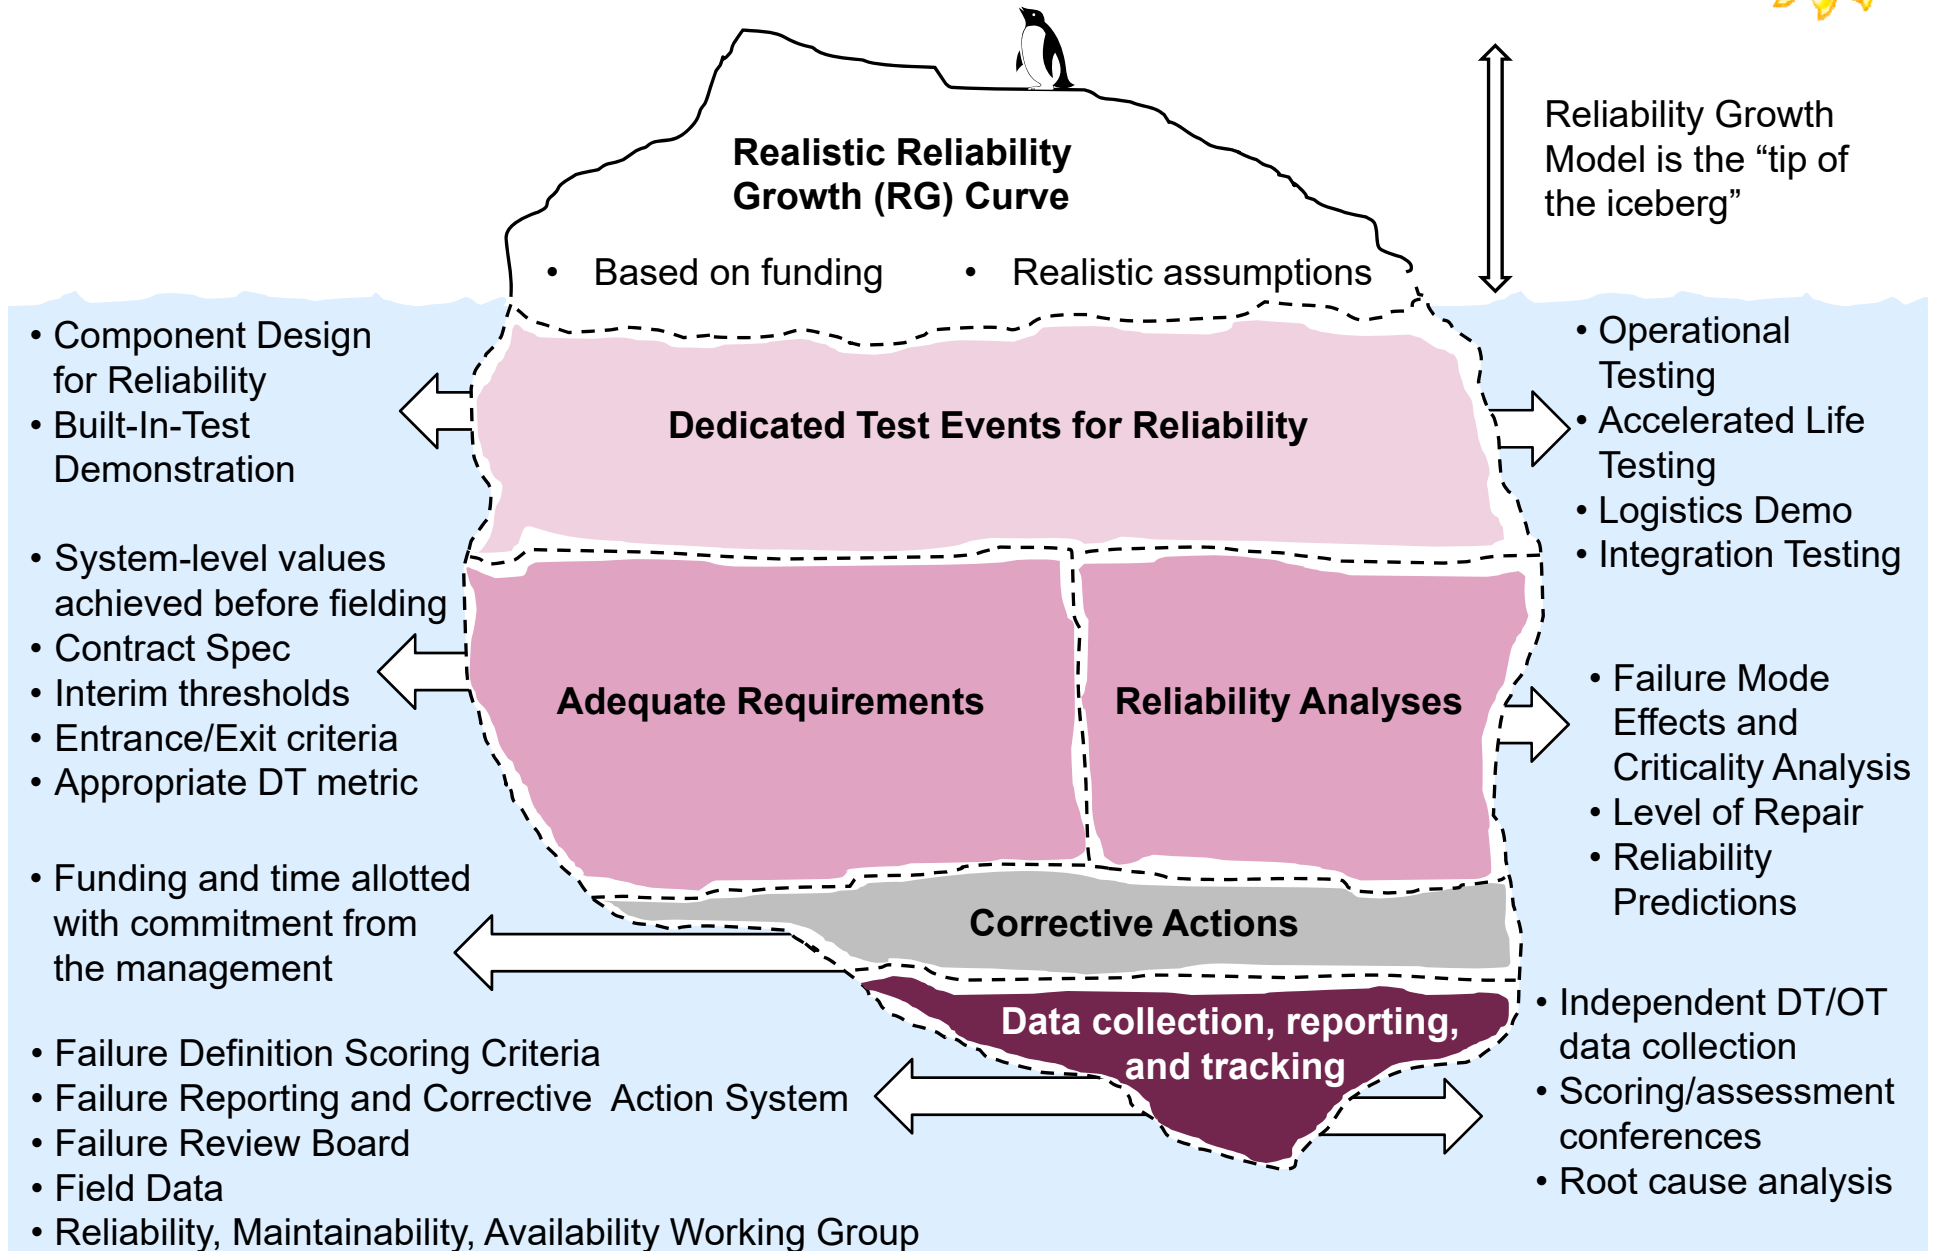 Realistic Reliability
Growth (RG) Curve
• Based on funding
• Realistic assumptions
Reliability Growth
Model is the “tip of
the iceberg”
• Component Design
for Reliability
• Built-In-Test
Demonstration
Dedicated Test Events for Reliability
• Operational
Testing
• Accelerated Life
Testing
• Logistics Demo
• Integration Testing
• System-level values
achieved before fielding
• Contract Spec
• Interim thresholds
• Entrance/Exit criteria
• Appropriate DT metric
Adequate Requirements
Reliability Analyses
• Failure Mode
Effects and
Criticality Analysis
• Level of Repair
• Reliability
Predictions
• Funding and time allotted
with commitment from
the management
Corrective Actions
Data collection, reporting,
and tracking
• Failure Definition Scoring Criteria
• Failure Reporting and Corrective Action System
• Failure Review Board
• Field Data
• Reliability, Maintainability, Availability Working Group
• Independent DT/OT
data collection
• Scoring/assessment
conferences
• Root cause analysis